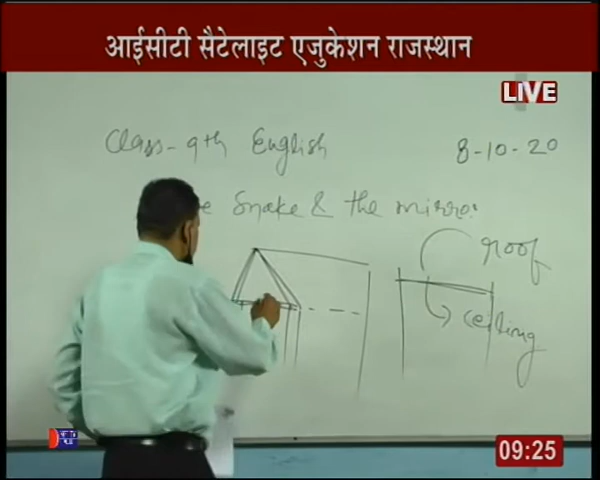 आईसीटी सैटेलाइट एजुकेशन राजस्थान
LIVE
Class-9th English
8-10-20
Snake & the mirror
roof
ceiling
09:25